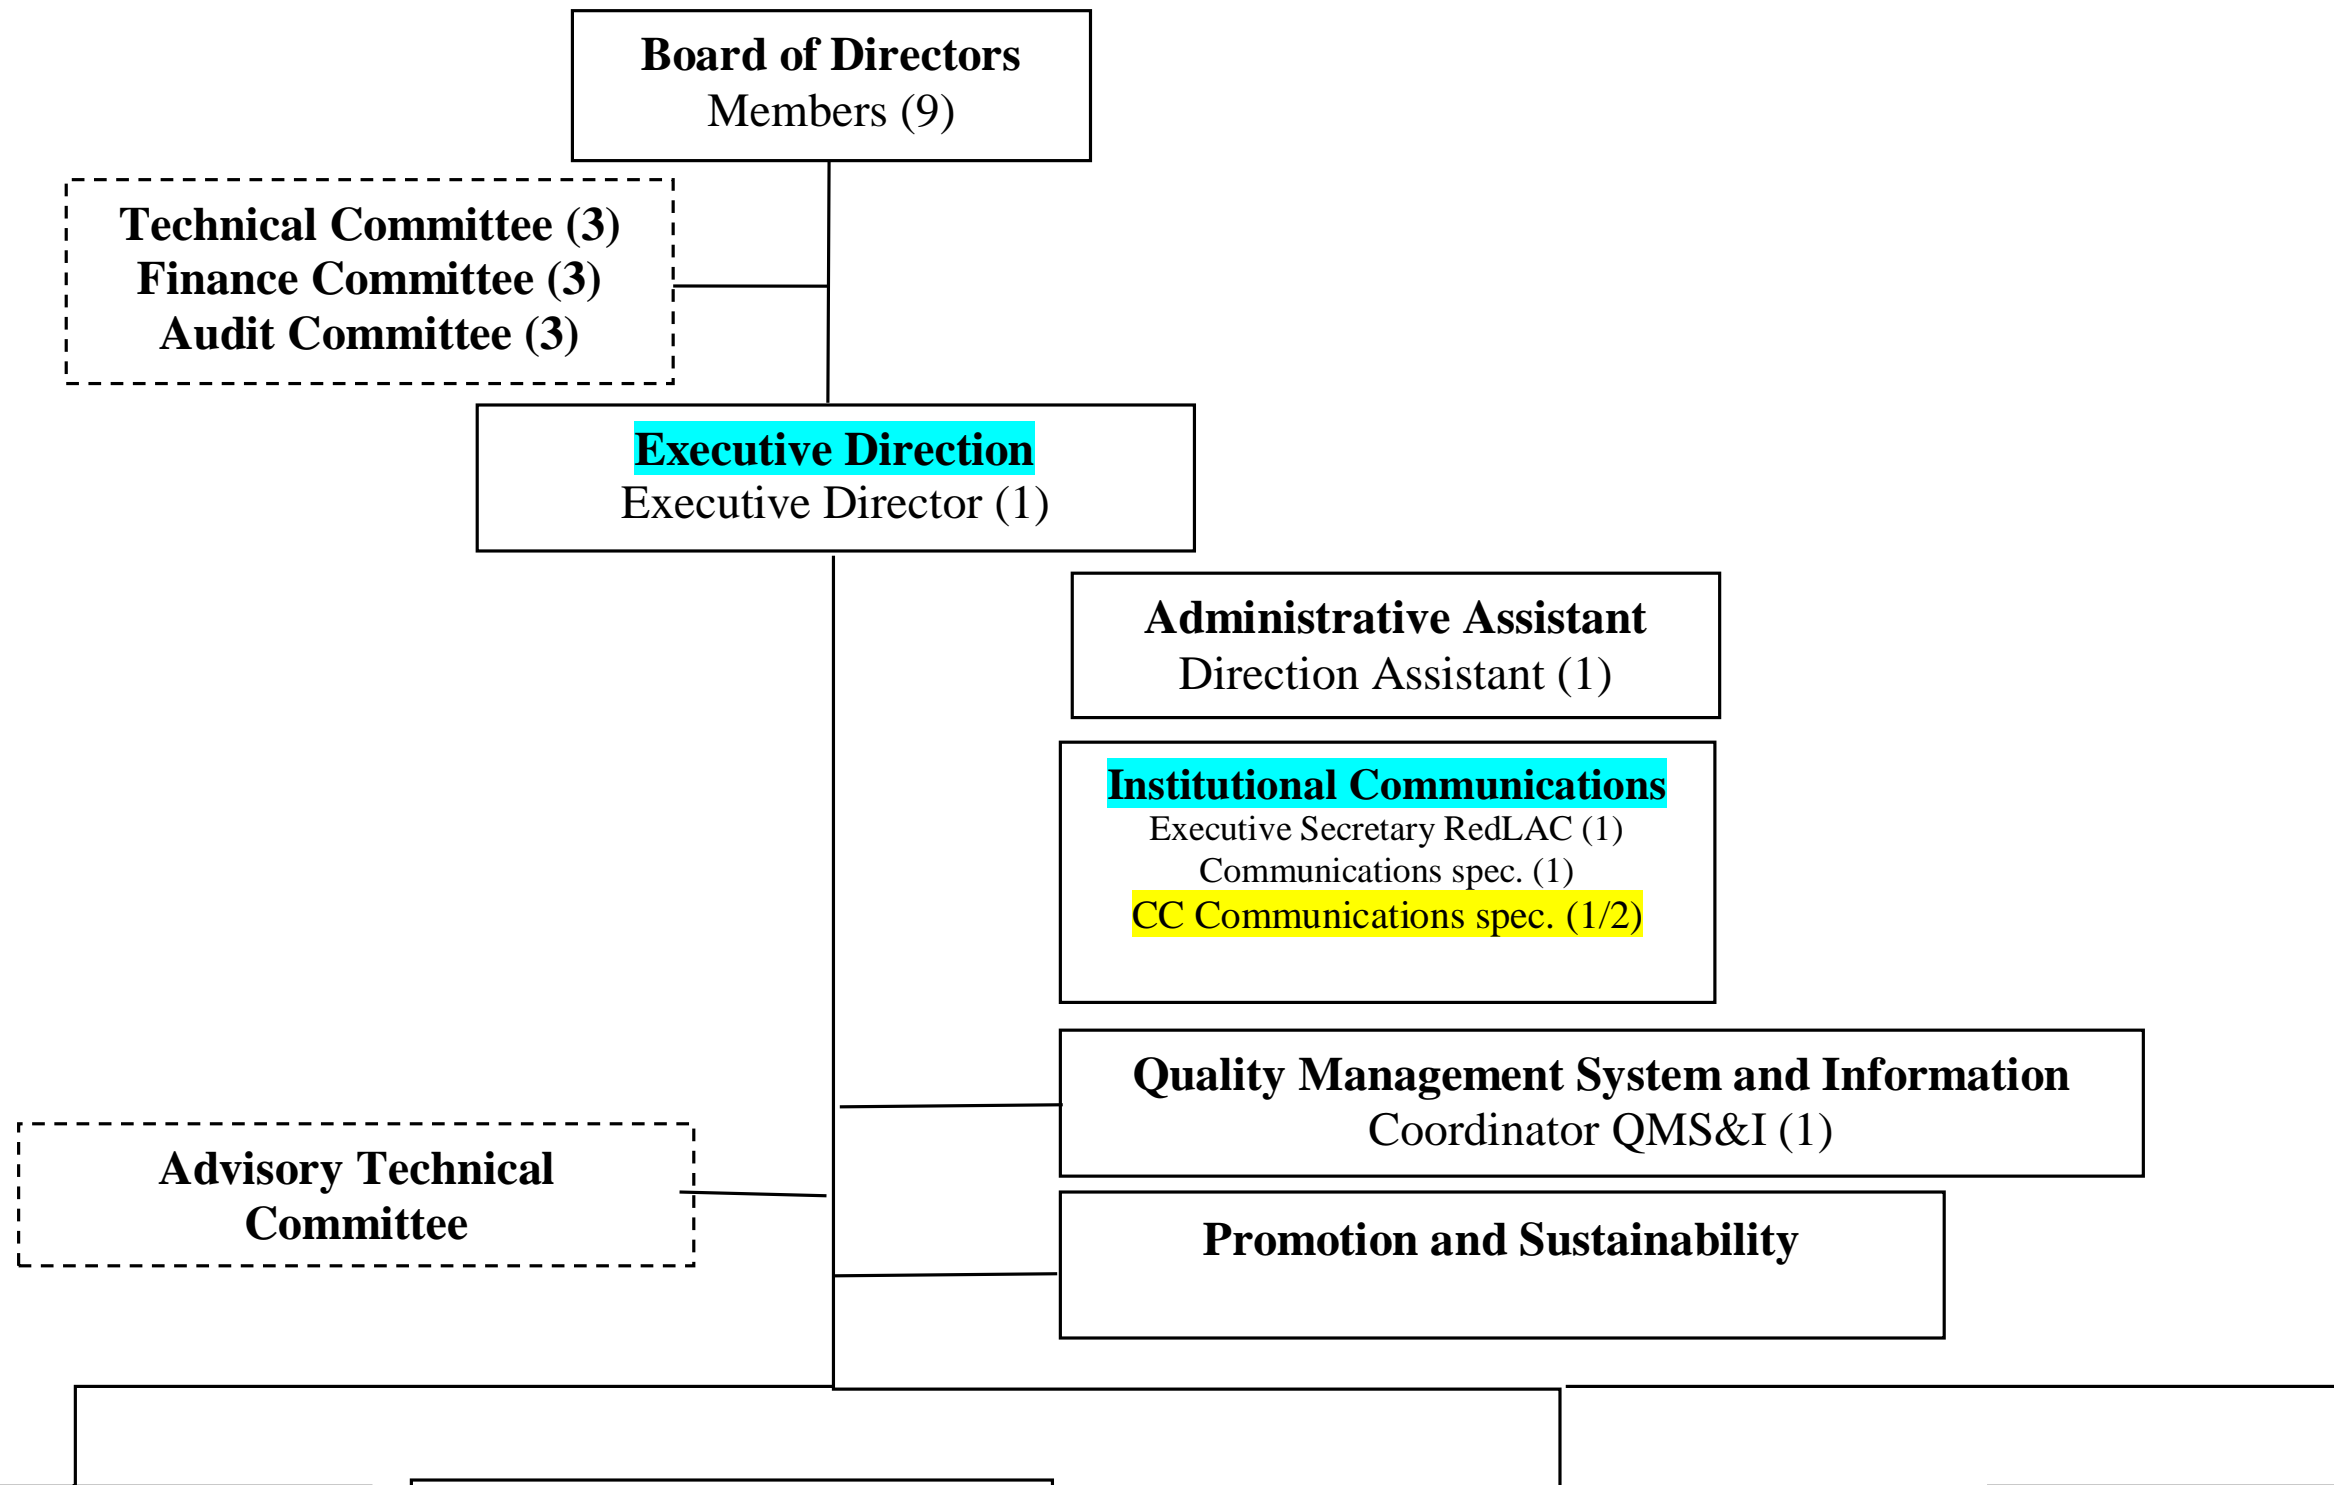 Board of Directors
Members (9)
Technical Committee (3)
Finance Committee (3)
Audit Committee (3)
Executive Direction
Executive Director (1)
Administrative Assistant
Direction Assistant (1)
Institutional Communications
Executive Secretary RedLAC (1)
Communications spec. (1)
CC Communications spec. (1/2)
Quality Management System and Information
Coordinator QMS&I (1)
Advisory Technical
Committee
Promotion and Sustainability